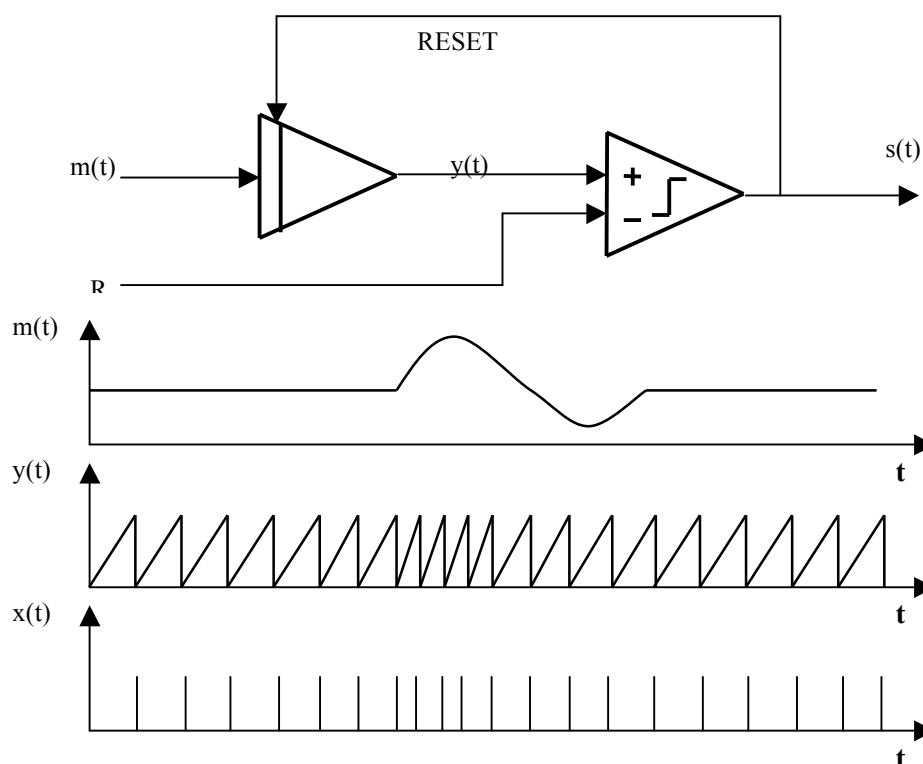 RESET
m(t)
y(t)
s(t)
+
−
R
m(t)
t
y(t)
t
x(t)
t